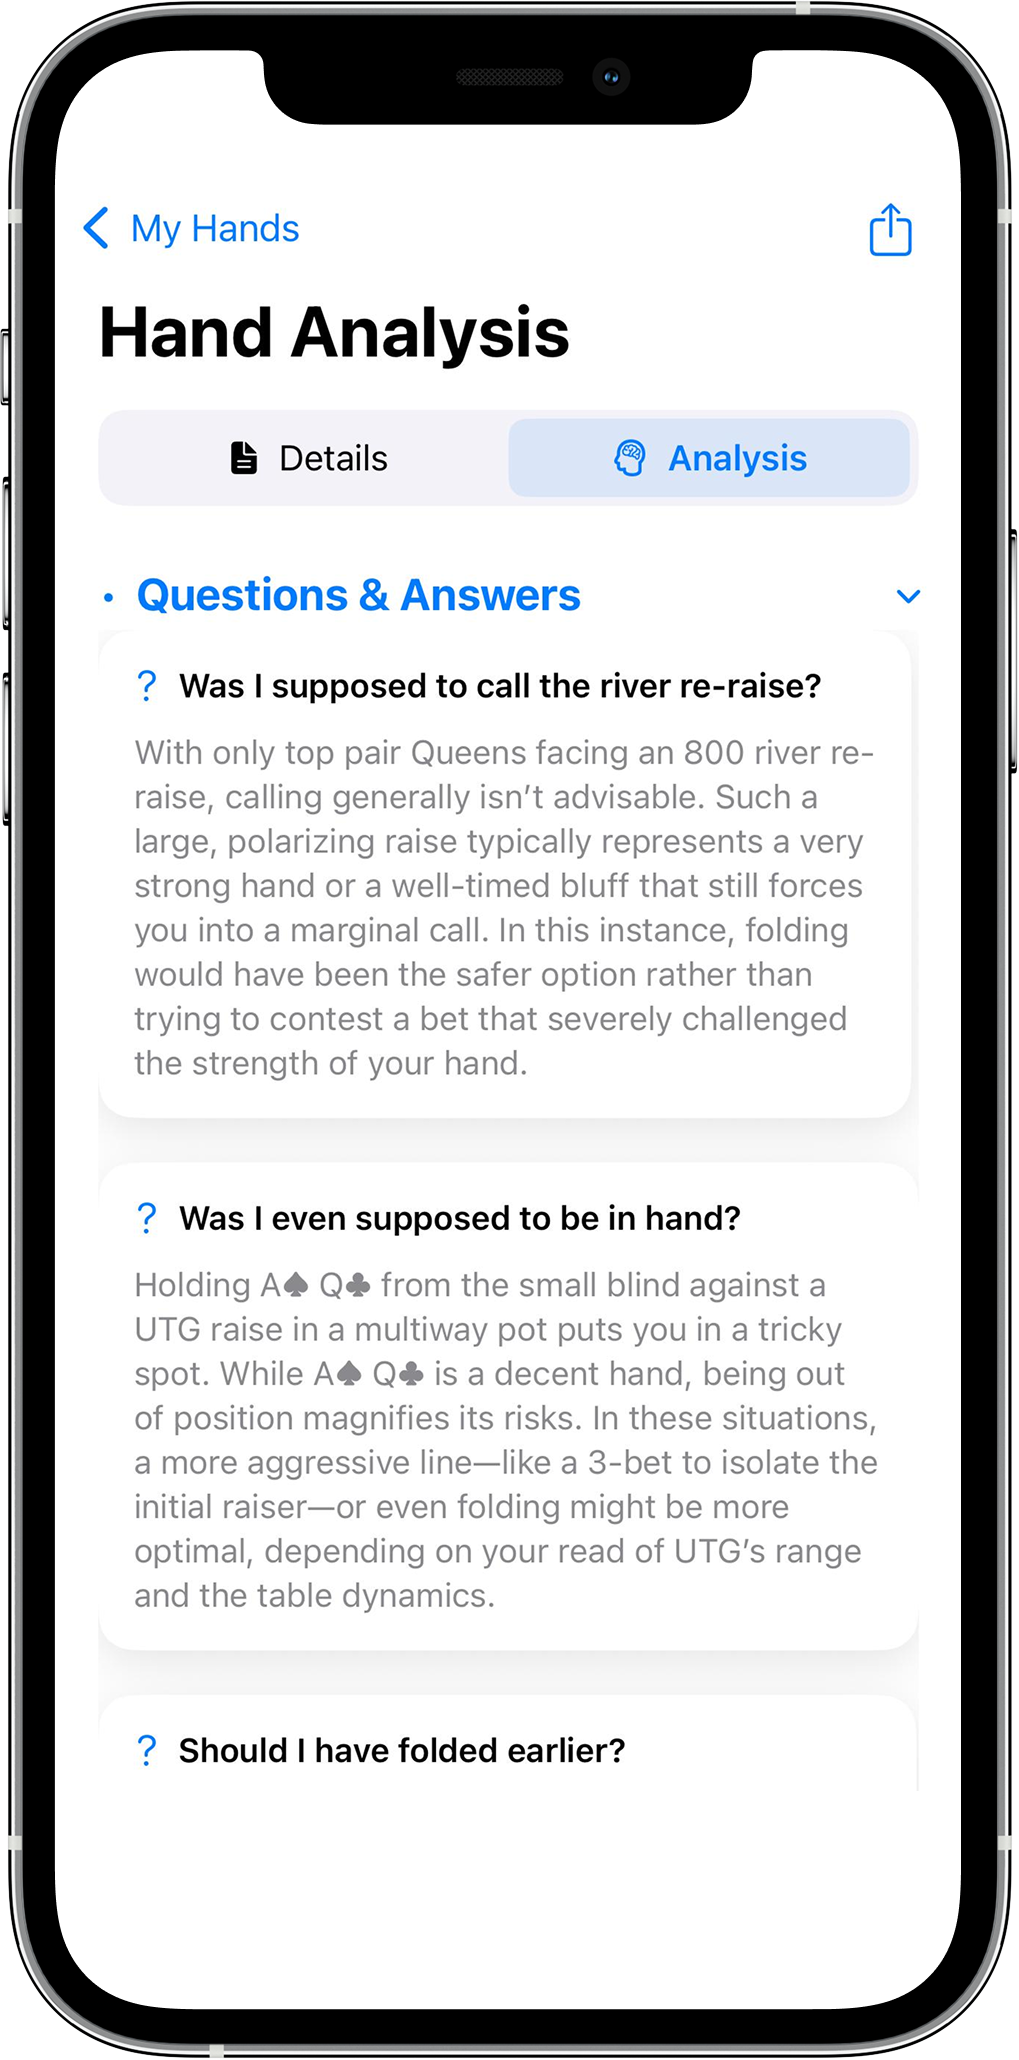 My Hands
Hand Analysis
Details
Analysis
• Questions & Answers
? Was I supposed to call the river re-raise?
With only top pair Queens facing an 800 river re-
raise, calling generally isn’t advisable. Such a
large, polarizing raise typically represents a very
strong hand or a well-timed bluff that still forces
you into a marginal call. In this instance, folding
would have been the safer option rather than
trying to contest a bet that severely challenged
the strength of your hand.
? Was I even supposed to be in hand?
Holding A♠ Q♣ from the small blind against a
UTG raise in a multiway pot puts you in a tricky
spot. While A♠ Q♣ is a decent hand, being out
of position magnifies its risks. In these situations,
a more aggressive line—like a 3-bet to isolate the
initial raiser—or even folding might be more
optimal, depending on your read of UTG’s range
and the table dynamics.
? Should I have folded earlier?